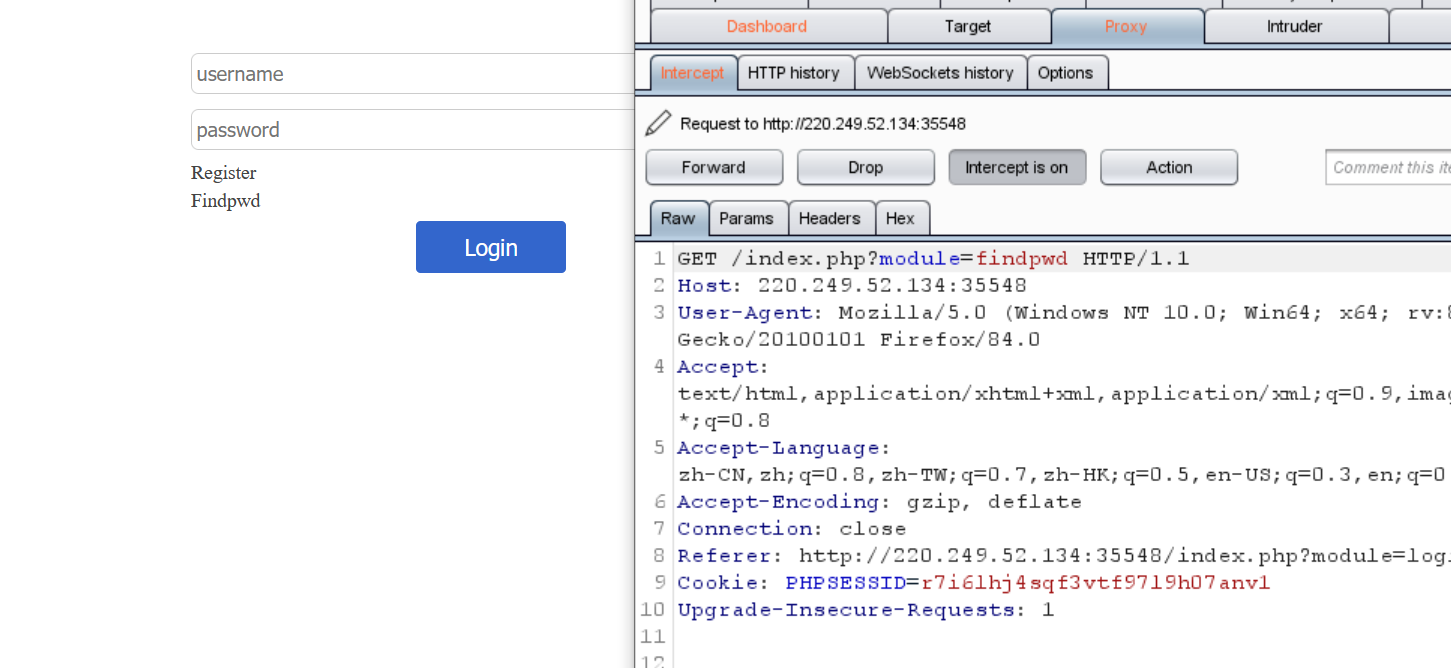 username
password
Register
Findpwd
Login
Dashboard Target Proxy Intruder
Intercept HTTP history WebSockets history Options
Request to http://220.249.52.134:35548
Forward Drop Intercept is on Action Comment this ite
Raw Params Headers Hex
1 GET /index.php?module=findpwd HTTP/1.1
2 Host: 220.249.52.134:35548
3 User-Agent: Mozilla/5.0 (Windows NT 10.0; Win64; x64; rv:8
Gecko/20100101 Firefox/84.0
4 Accept:
text/html,application/xhtml+xml,application/xml;q=0.9,imag
*;q=0.8
5 Accept-Language:
zh-CN,zh;q=0.8,zh-TW;q=0.7,zh-HK;q=0.5,en-US;q=0.3,en;q=0
6 Accept-Encoding: gzip, deflate
7 Connection: close
8 Referer: http://220.249.52.134:35548/index.php?module=log
9 Cookie: PHPSESSID=r7i6lhj4sqf3vtf97l9h07anv1
10 Upgrade-Insecure-Requests: 1
11
12